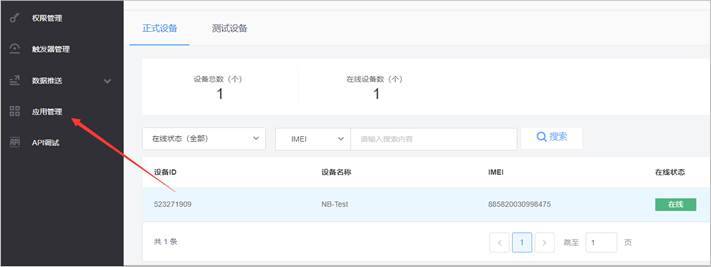 权限管理
触发器管理
数据推送
应用管理
API调试
正式设备 测试设备
设备总数（个） 在线设备数（个）
1 1
在线状态（全部） IMEI 请输入搜索内容 搜索
设备ID 设备名称 IMEI 在线状态
523271909 NB-Test 885820030998475 在线
共 1 条 1 跳至 1 页